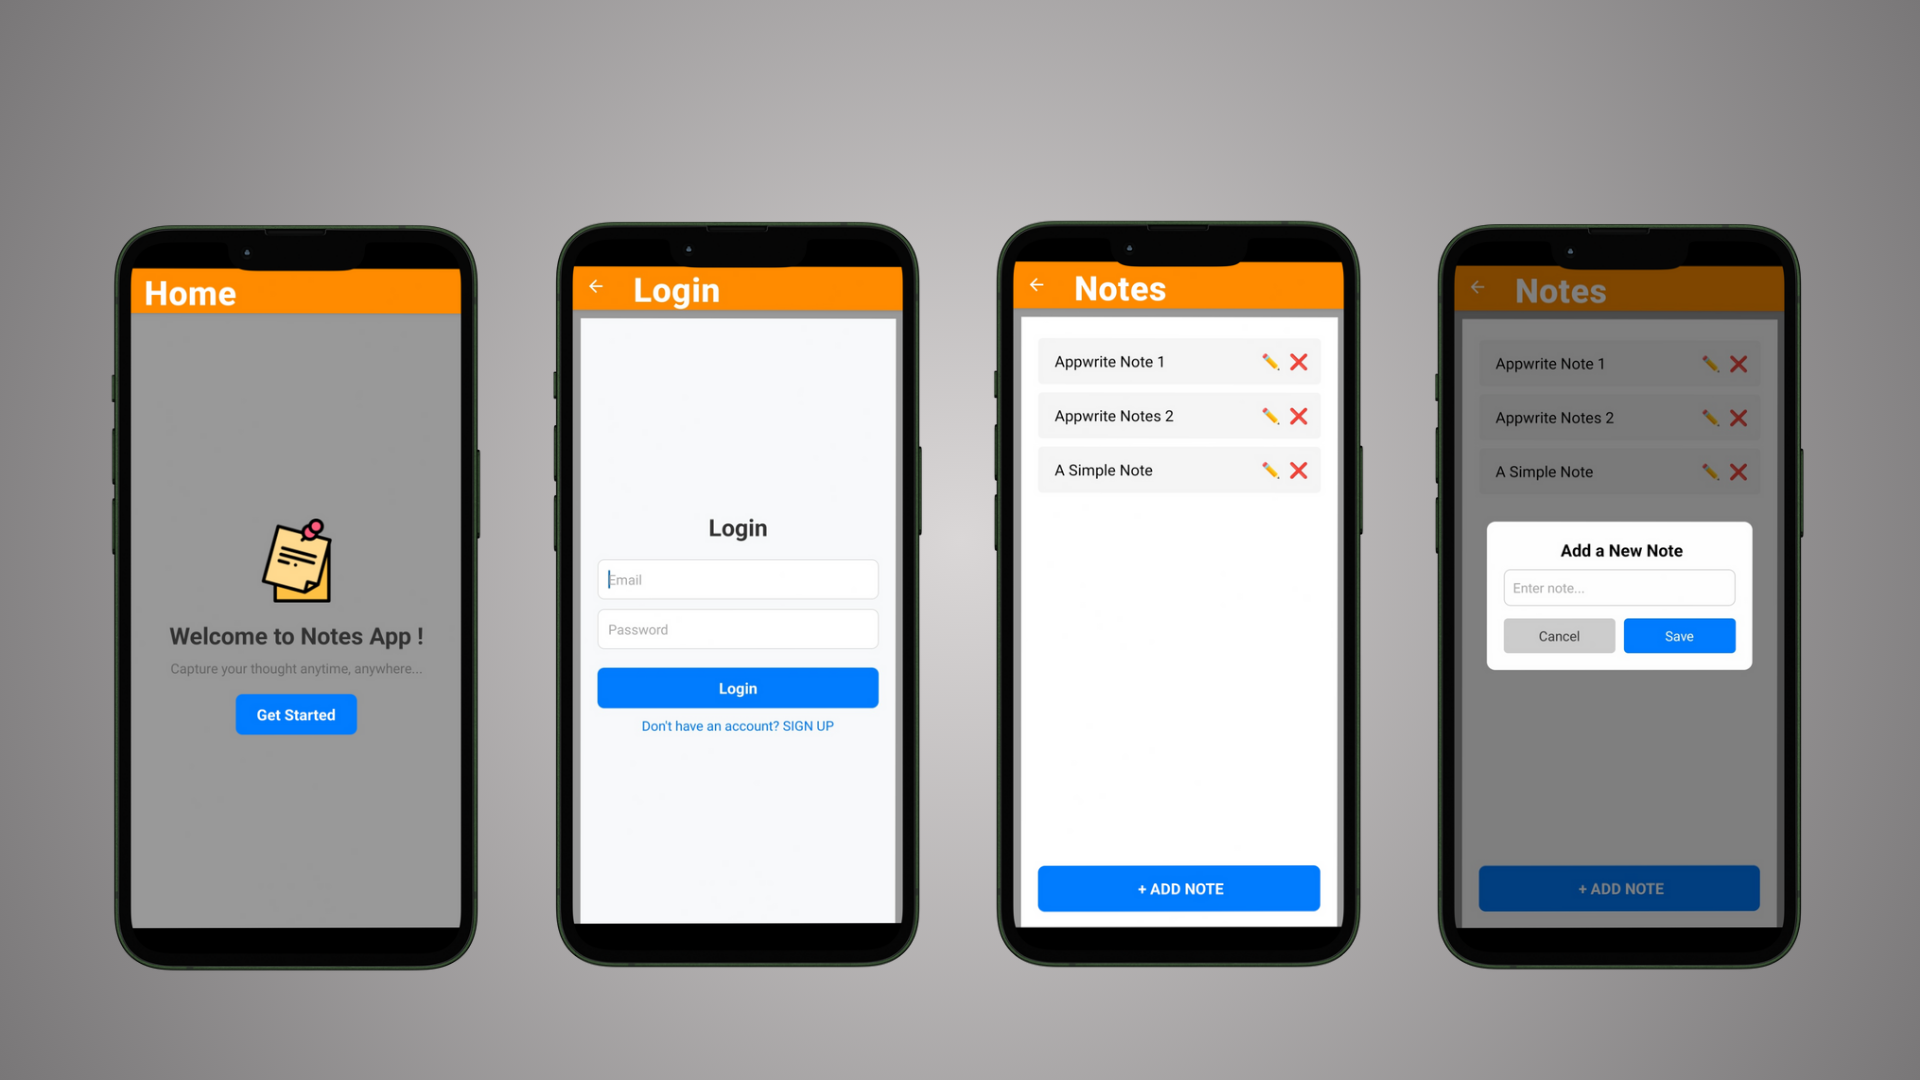 Home
Welcome to Notes App !
Capture your thought anytime, anywhere...
Get Started
Login
Login
Email
Password
Login
Don't have an account? SIGN UP
Notes
Appwrite Note 1
Appwrite Notes 2
A Simple Note
+ ADD NOTE
Notes
Appwrite Note 1
Appwrite Notes 2
A Simple Note
Add a New Note
Enter note...
Cancel
Save
+ ADD NOTE